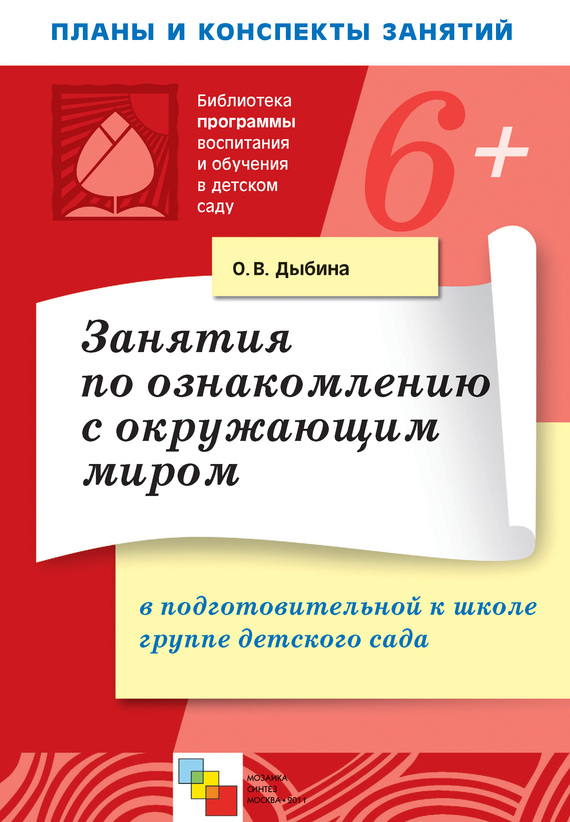 ПЛАНЫ И КОНСПЕКТЫ ЗАНЯТИЙ
Библиотека
программы
воспитания
и обучения
в детском
саду
6+
О. В. Дыбина
Занятия
по ознакомлению
с окружающим
миром
в подготовительной к школе
группе детского сада
МОЗАИКА
СИНТЕЗ
МОСКВА • 2011